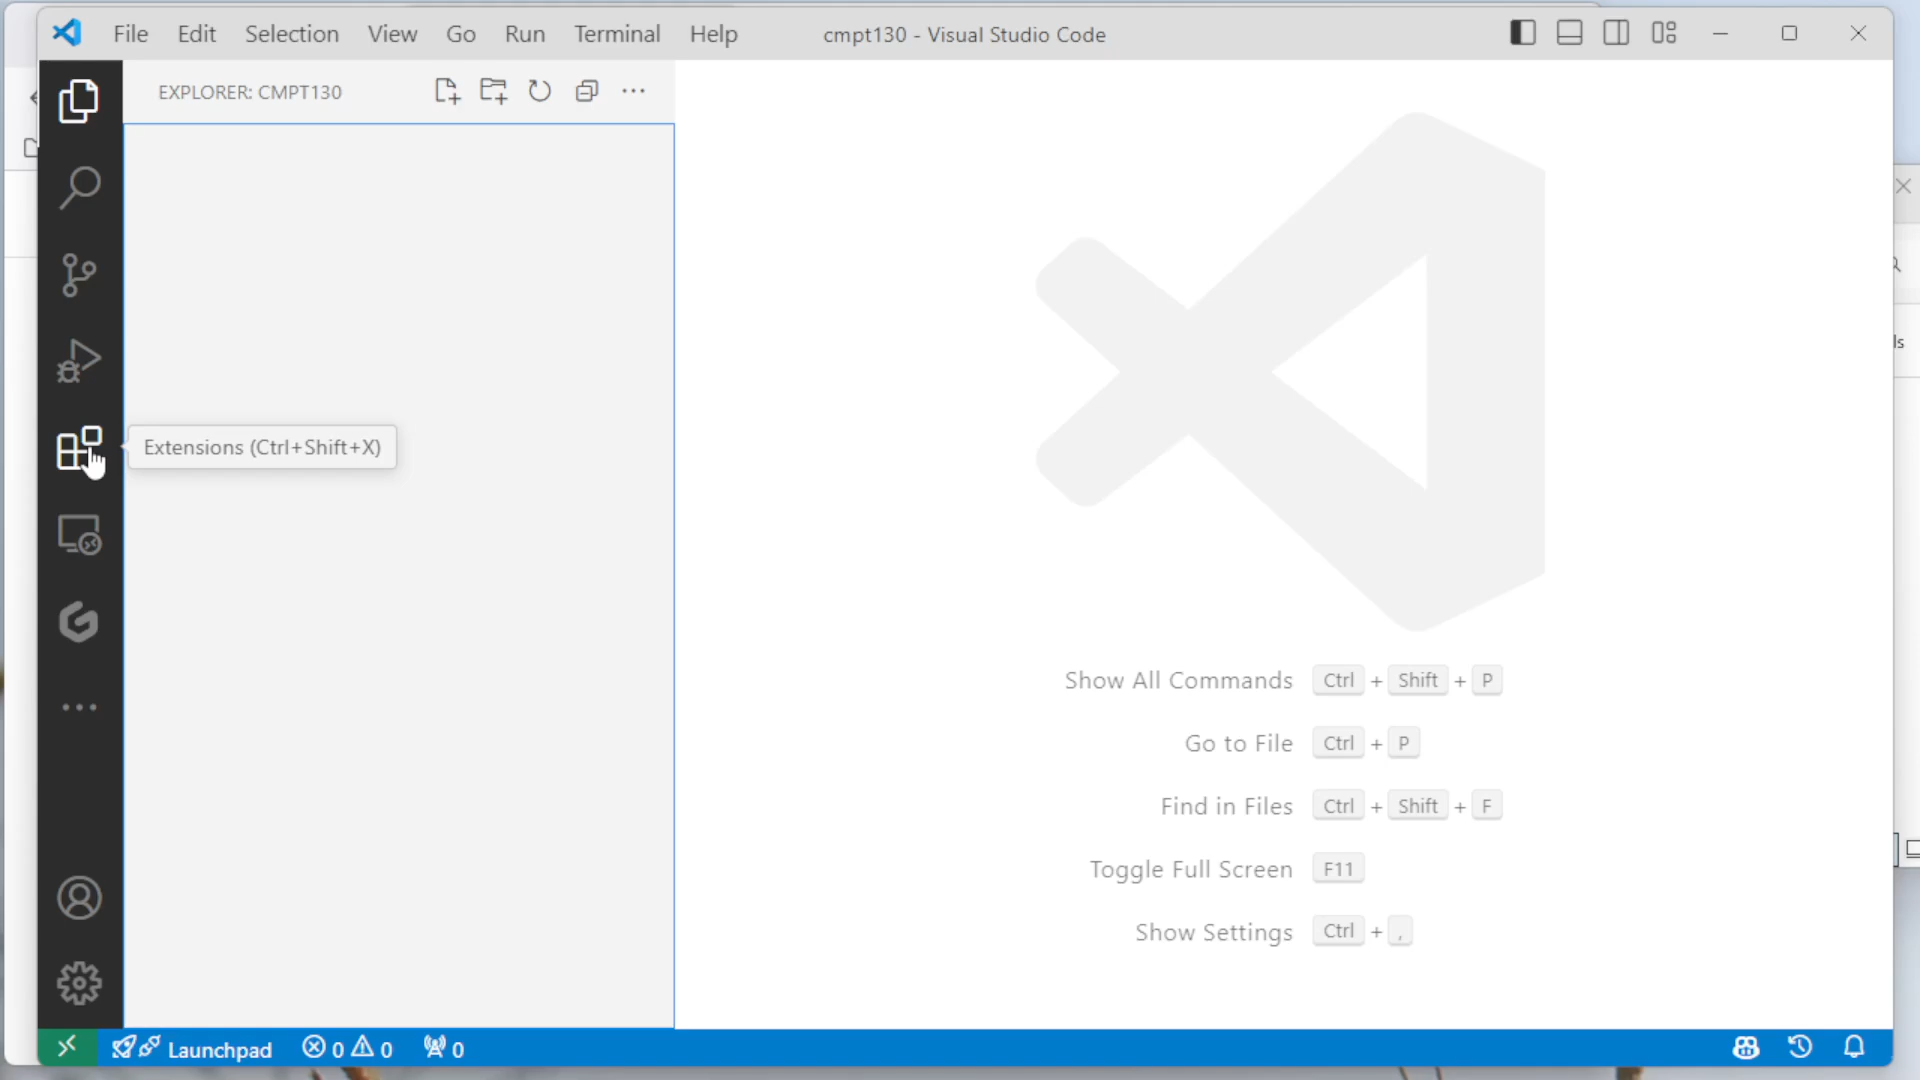 File Edit Selection View Go Run Terminal Help
cmpt130 - Visual Studio Code
EXPLORER: CMPT130
Extensions (Ctrl+Shift+X)
ls
Show All Commands Ctrl + Shift + P
Go to File Ctrl + P
Find in Files Ctrl + Shift + F
Toggle Full Screen F11
Show Settings Ctrl + ,
Launchpad 0 0 0